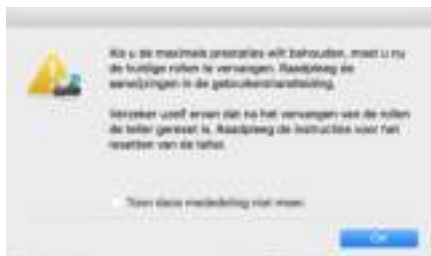 Als u de maximale prestaties wilt behouden, moet u nu
de huidige rollen te vervangen. Raadpleeg de
aanwijzingen in de gebruikershandleiding.
Verzeker uzelf ervan dat na het vervangen van de rollen
de teller gereset is. Raadpleeg de instructies voor het
resetten van de teller.
Toon deze mededeling niet meer.
OK